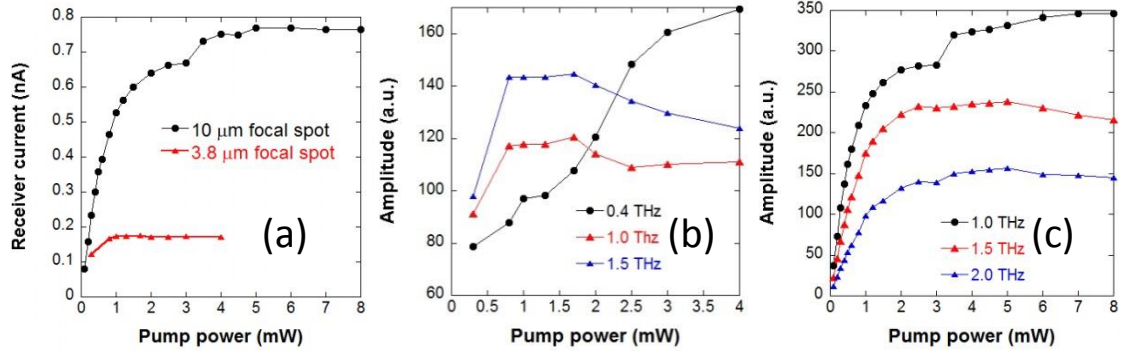 0.8
0.7
0.6
0.5
0.4
0.3
0.2
0.1
0
Receiver current (nA)
10 μm focal spot
3.8 μm focal spot
(a)
0 1 2 3 4 5 6 7 8
Pump power (mW)
160
140
120
100
80
60
Amplitude (a.u.)
0.4 THz
1.0 Thz
1.5 THz
(b)
0.5 1 1.5 2 2.5 3 3.5 4
Pump power (mW)
350
300
250
200
150
100
50
0
Amplitude (a.u.)
1.0 THz
1.5 THz
2.0 THz
(c)
0 1 2 3 4 5 6 7 8
Pump power (mW)